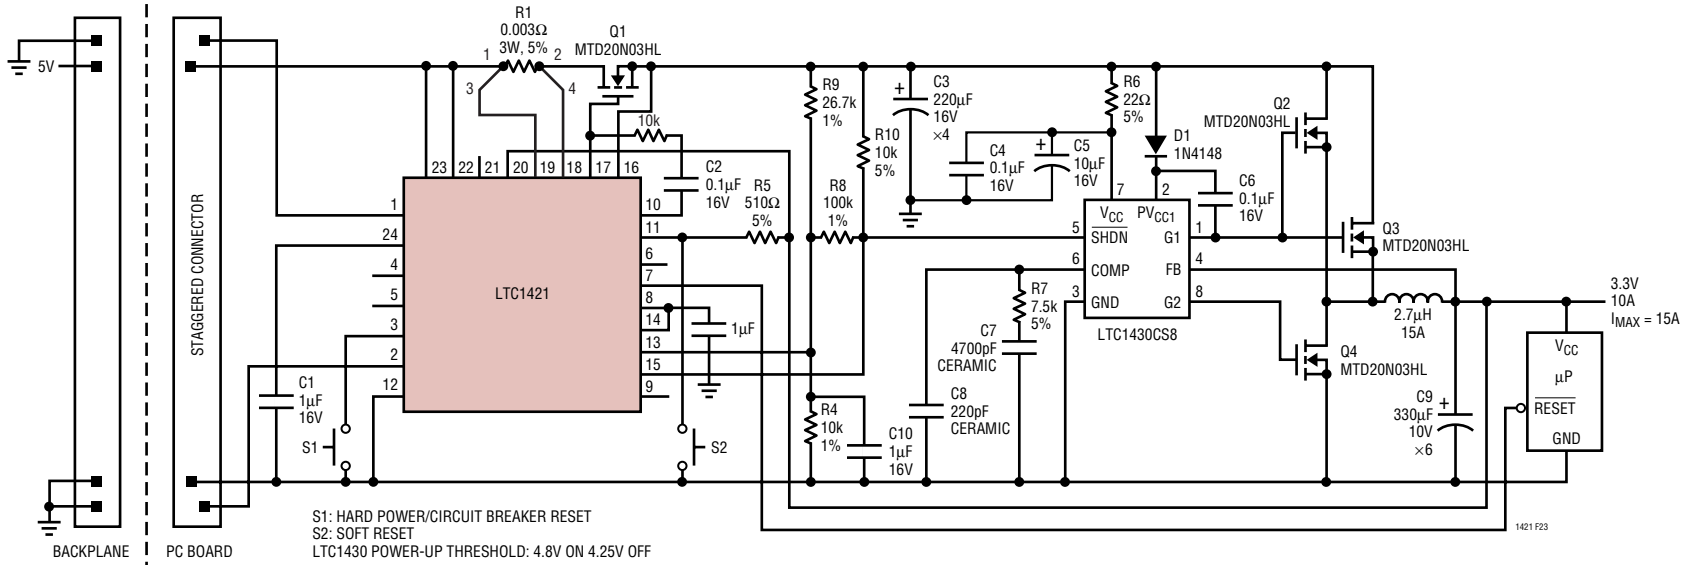 R1
0.003Ω
3W, 5%
1
2
3
4
Q1
MTD20N03HL
10k
5V
R9
26.7k
1%
R10
10k
5%
C3
220µF
16V
×4
R6
22Ω
5%
D1
1N4148
Q2
MTD20N03HL
C4
0.1µF
16V
C5
10µF
16V
C6
0.1µF
16V
23
22
21
20
19
18
17
16
C2
0.1µF
16V
R5
510Ω
5%
R8
100k
1%
STAGGERED CONNECTOR
LTC1421
1
24
4
5
3
2
12
10
11
6
7
8
14
13
15
9
7
2
VCC
PVCC1
5
SHDN
G1
1
6
COMP
FB
4
3
GND
G2
8
LTC1430CS8
Q3
MTD20N03HL
R7
7.5k
5%
C7
4700pF
CERAMIC
C8
220pF
CERAMIC
2.7µH
15A
3.3V
10A
IMAX = 15A
Q4
MTD20N03HL
VCC
µP
RESET
GND
C9
330µF
10V
×6
1µF
C1
1µF
16V
S1
S2
R4
10k
1%
C10
1µF
16V
BACKPLANE
PC BOARD
S1: HARD POWER/CIRCUIT BREAKER RESET
S2: SOFT RESET
LTC1430 POWER-UP THRESHOLD: 4.8V ON 4.25V OFF
1421 F23